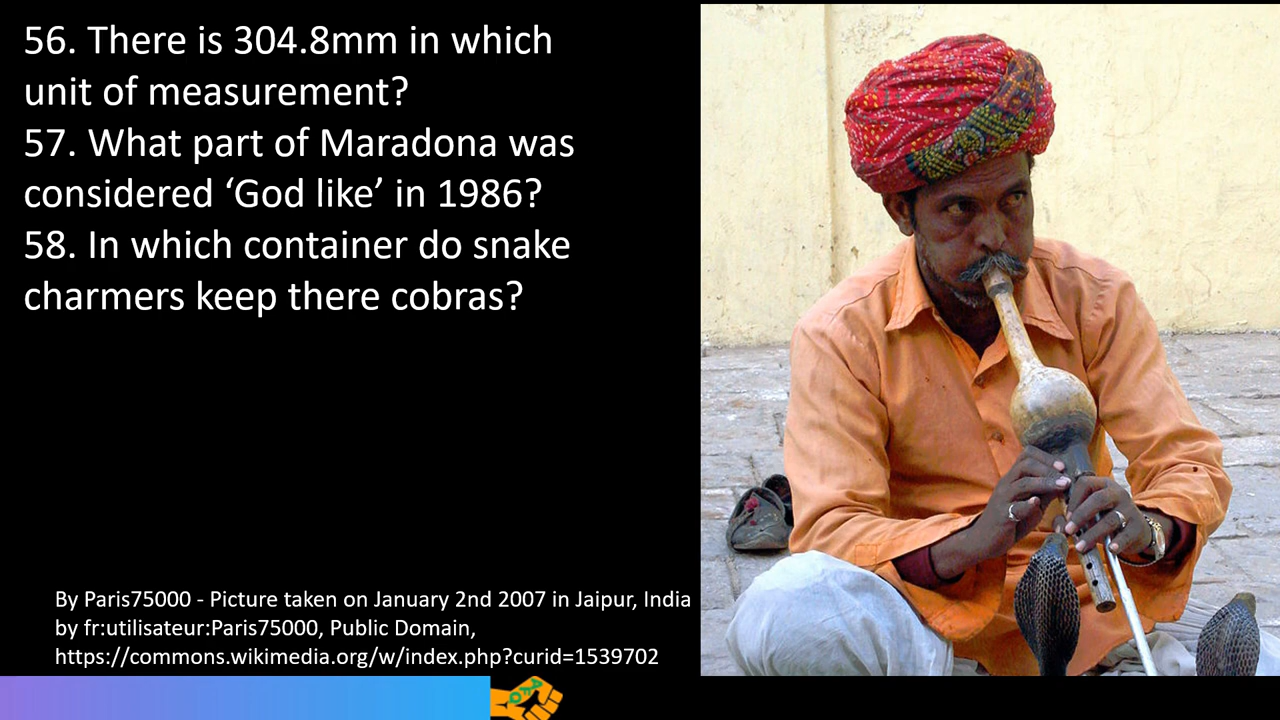 56. There is 304.8mm in which
unit of measurement?
57. What part of Maradona was
considered ‘God like’ in 1986?
58. In which container do snake
charmers keep there cobras?
By Paris75000 - Picture taken on January 2nd 2007 in Jaipur, India
by fr:utilisateur:Paris75000, Public Domain,
https://commons.wikimedia.org/w/index.php?curid=1539702